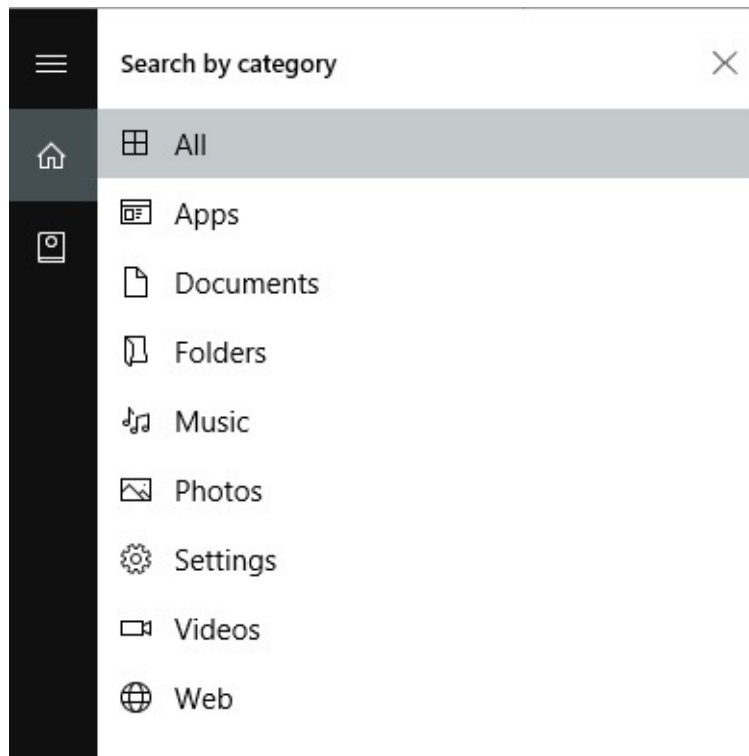 Search by category
All
Apps
Documents
Folders
Music
Photos
Settings
Videos
Web